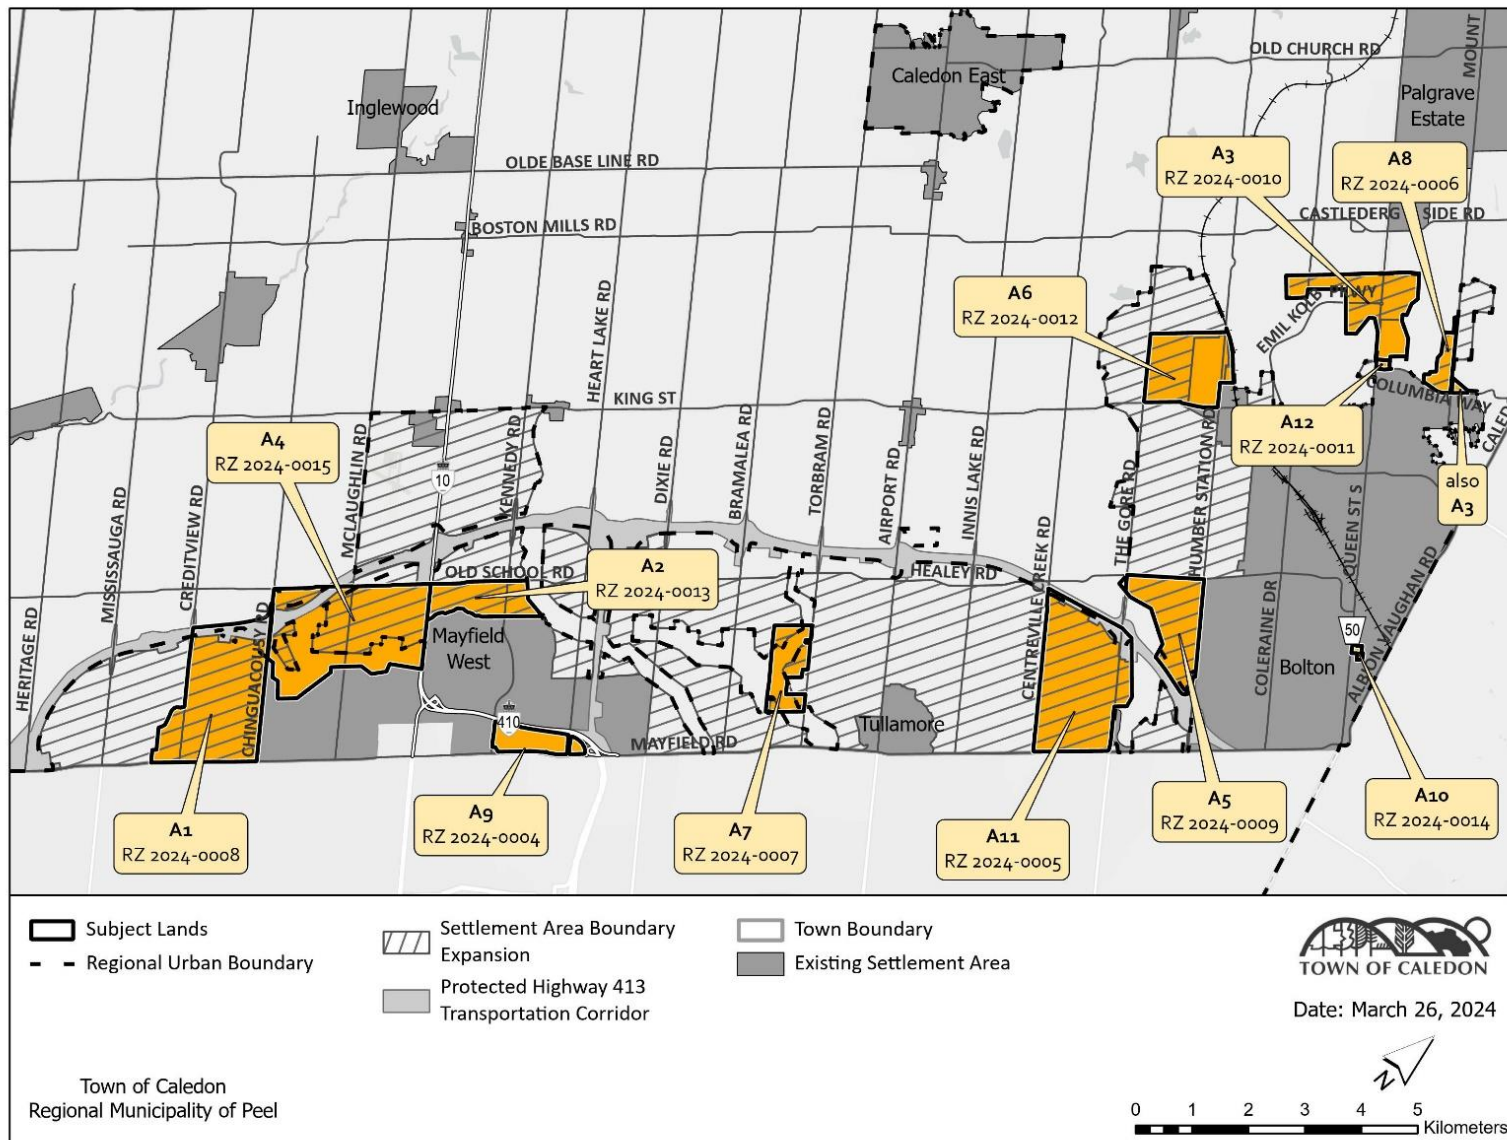 OLD CHURCH RD
MOUNT
Caledon East
Inglewood
Palgrave
Estate
OLDE BASE LINE RD
A3
RZ 2024-0010
A8
RZ 2024-0006
BOSTON MILLS RD
CASTLEDERG SIDE RD
A6
RZ 2024-0012
EMIL KOLB PKWY
HEART LAKE RD
KING ST
COLUMBIA WAY
A12
RZ 2024-0011
CALED
also
A3
A4
RZ 2024-0015
MCLAUGHLIN RD
10
KENNEDY RD
DIXIE RD
BRAMALEA RD
TORBRAM RD
AIRPORT RD
INNIS LAKE RD
THE GORE RD
HUMBER STATION RD
QUEEN ST S
MISSISSAUGA RD
CREDITVIEW RD
OLD SCHOOL RD
A2
RZ 2024-0013
HEALEY RD
CENTREVILLE CREEK RD
COLERAINE DR
ALBION VAUGHAN RD
50
HERITAGE RD
CHINGUACOUSY RD
Mayfield
West
Bolton
410
MAYFIELD RD
Tullamore
A1
RZ 2024-0008
A9
RZ 2024-0004
A7
RZ 2024-0007
A11
RZ 2024-0005
A5
RZ 2024-0009
A10
RZ 2024-0014
Subject Lands
Regional Urban Boundary
Settlement Area Boundary
Expansion
Protected Highway 413
Transportation Corridor
Town Boundary
Existing Settlement Area
TOWN OF CALEDON
Date: March 26, 2024
N
Town of Caledon
Regional Municipality of Peel
0 1 2 3 4 5
Kilometers